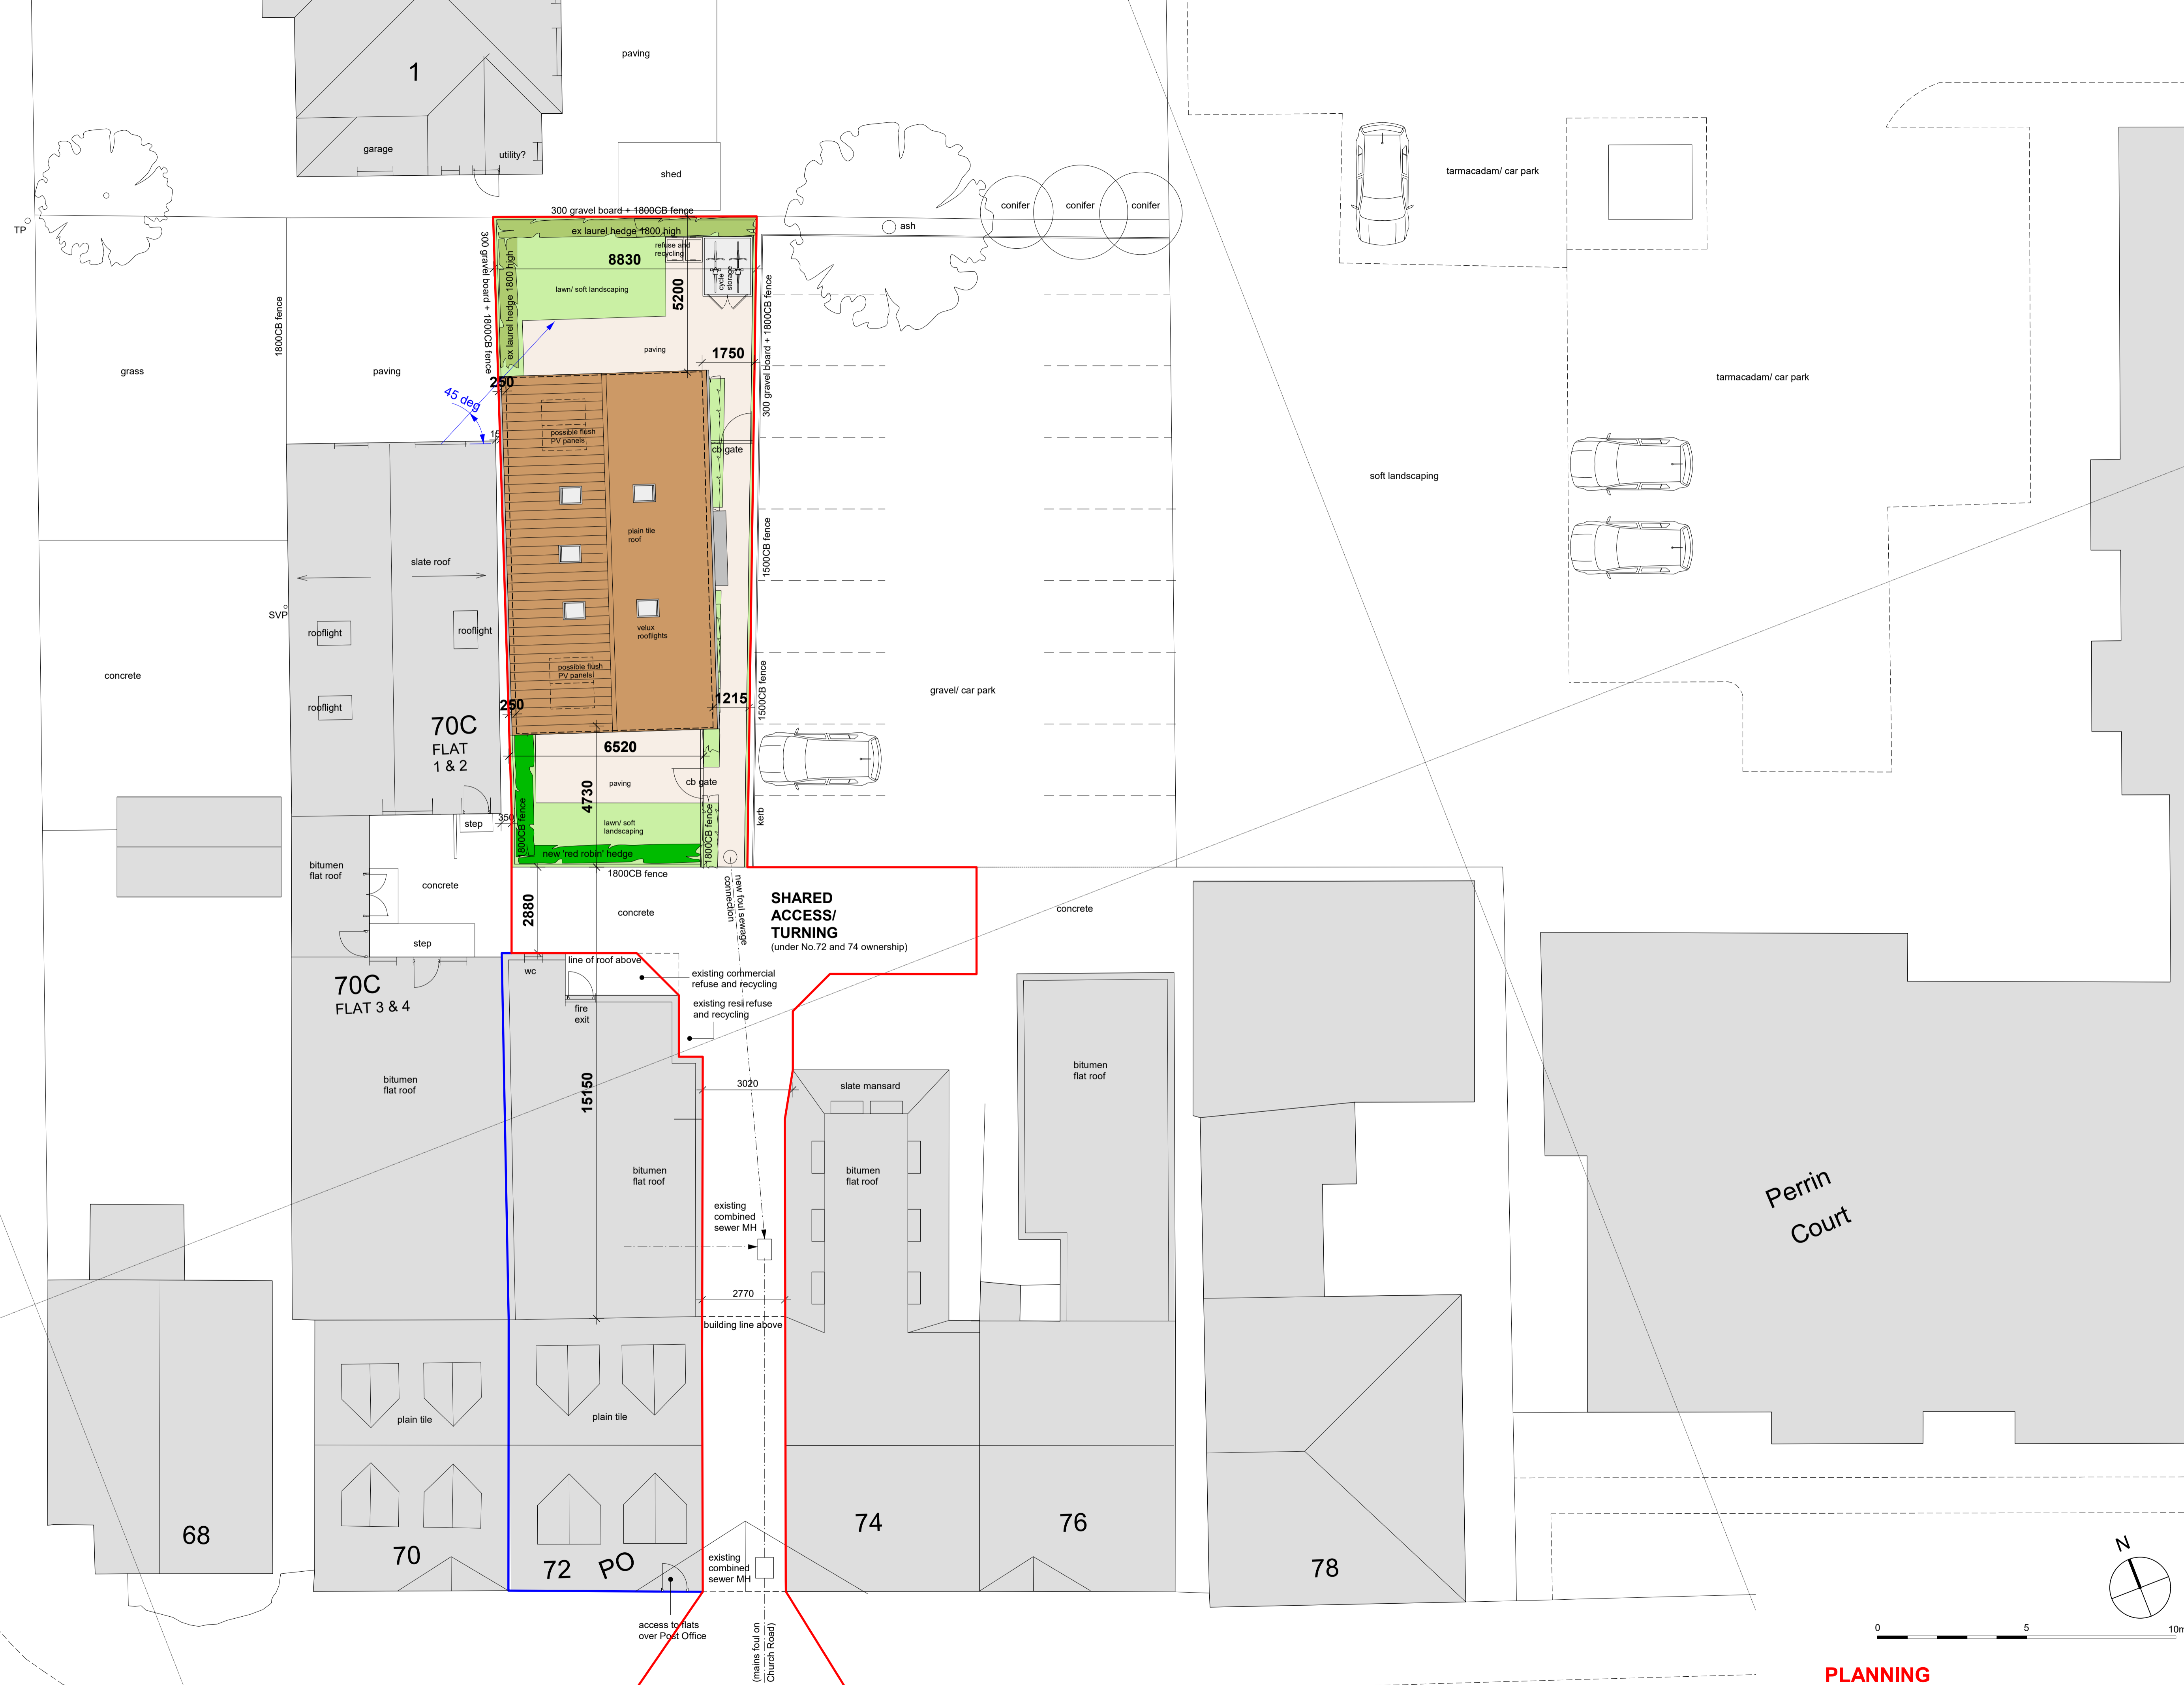 1
paving
garage
utility?
shed
TP
300 gravel board + 1800CB fence
ex laurel hedge 1800 high
refuse and
recycling
8830
cycle
storage
lawn/ soft landscaping
5200
ex laurel hedge 1800 high
300 gravel board + 1800CB fence
300 gravel board + 1800CB fence
1800CB fence
ash
conifer
conifer
conifer
tarmacadam/ car park
paving
1750
grass
paving
250
45 deg
tarmacadam/ car park
15
possible flush
PV panels
cb gate
soft landscaping
plain tile
roof
1500CB fence
slate roof
SVP
rooflight
rooflight
velux
rooflights
concrete
possible flush
PV panels
rooflight
250
1215
1500CB fence
gravel/ car park
70C
FLAT
1 & 2
6520
paving
cb gate
4730
350
step
1800CB fence
lawn/ soft
landscaping
1800CB fence
kerb
new 'red robin' hedge
1800CB fence
bitumen
flat roof
concrete
2880
concrete
new foul sewage
connection
SHARED
ACCESS/
TURNING
(under No.72 and 74 ownership)
concrete
step
wc
line of roof above
existing commercial
refuse and recycling
70C
FLAT 3 & 4
fire
exit
existing resi refuse
and recycling
bitumen
flat roof
bitumen
flat roof
15150
3020
slate mansard
bitumen
flat roof
bitumen
flat roof
Perrin
Court
existing
combined
sewer MH
2770
building line above
plain tile
plain tile
68
70
72
PO
74
76
78
existing
combined
sewer MH
access to flats
over Post Office
(mains foul on
Church Road)
N
0
5
10m
PLANNING